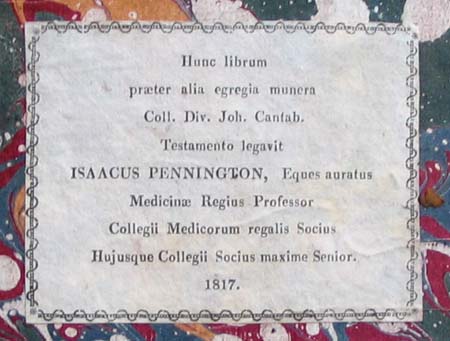 Hunc librum
præter alia egregia munera
Coll. Div. Joh. Cantab.
Testamento legavit
ISAACUS PENNINGTON, Eques auratus
Medicinæ Regius Professor
Collegii Medicorum regalis Socius
Hujusque Collegii Socius maxime Senior.
1817.